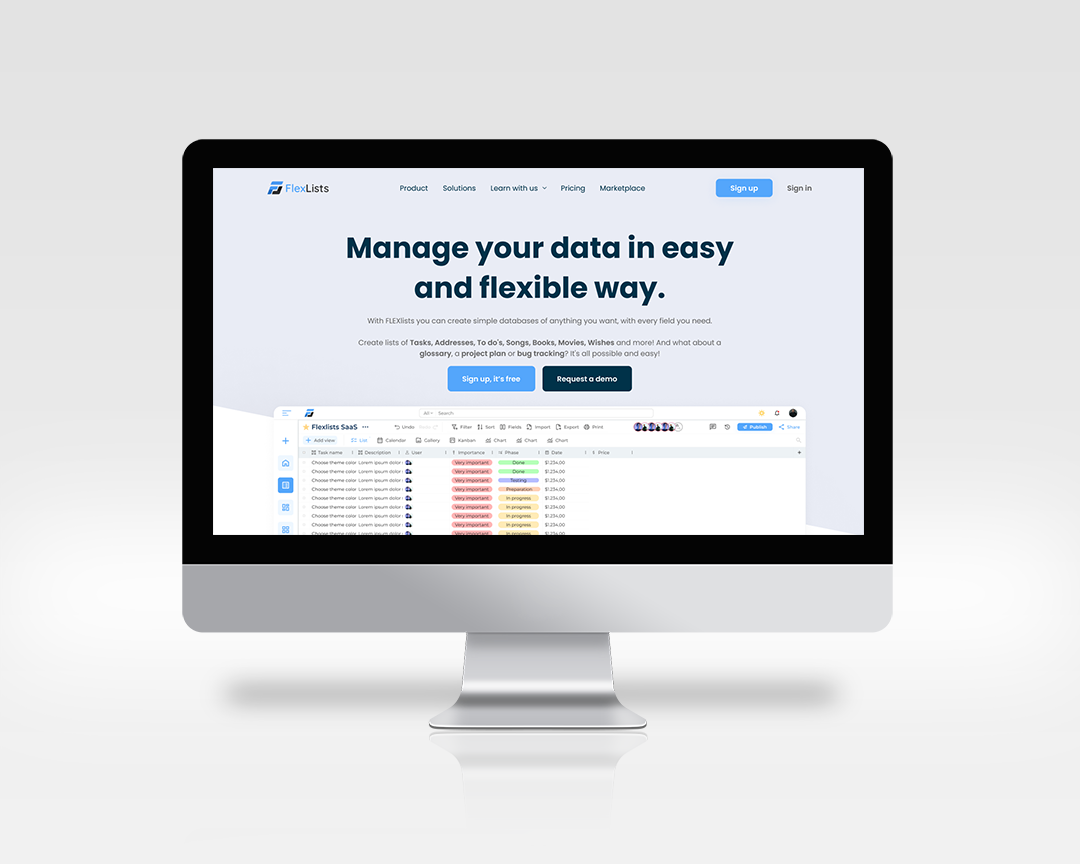 FlexLists
Product Solutions Learn with us Pricing Marketplace
Sign up Sign in
Manage your data in easy
and flexible way.
With FLEXlists you can create simple databases of anything you want, with every field you need.
Create lists of Tasks, Addresses, To do's, Songs, Books, Movies, Wishes and more! And what about a
glossary, a project plan or bug tracking? It's all possible and easy!
Sign up, it's free Request a demo
All Search
Flexlists SaaS Undo Filter Sort Fields Import Export Print Publish Share
Add view List Calendar Gallery Kanban Chart Chart Chart
Task name Description User Importance Phase Date Price
Choose theme color Lorem ipsum dolor Very important Done $1,234.00
Choose theme color Lorem ipsum dolor Very important Done $1,234.00
Choose theme color Lorem ipsum dolor Very important Testing $1,234.00
Choose theme color Lorem ipsum dolor Very important Preparation $1,234.00
Choose theme color Lorem ipsum dolor Very important In progress $1,234.00
Choose theme color Lorem ipsum dolor Very important In progress $1,234.00
Choose theme color Lorem ipsum dolor Very important In progress $1,234.00
Choose theme color Lorem ipsum dolor Very important In progress $1,234.00
Choose theme color Lorem ipsum dolor Very important In progress $1,234.00